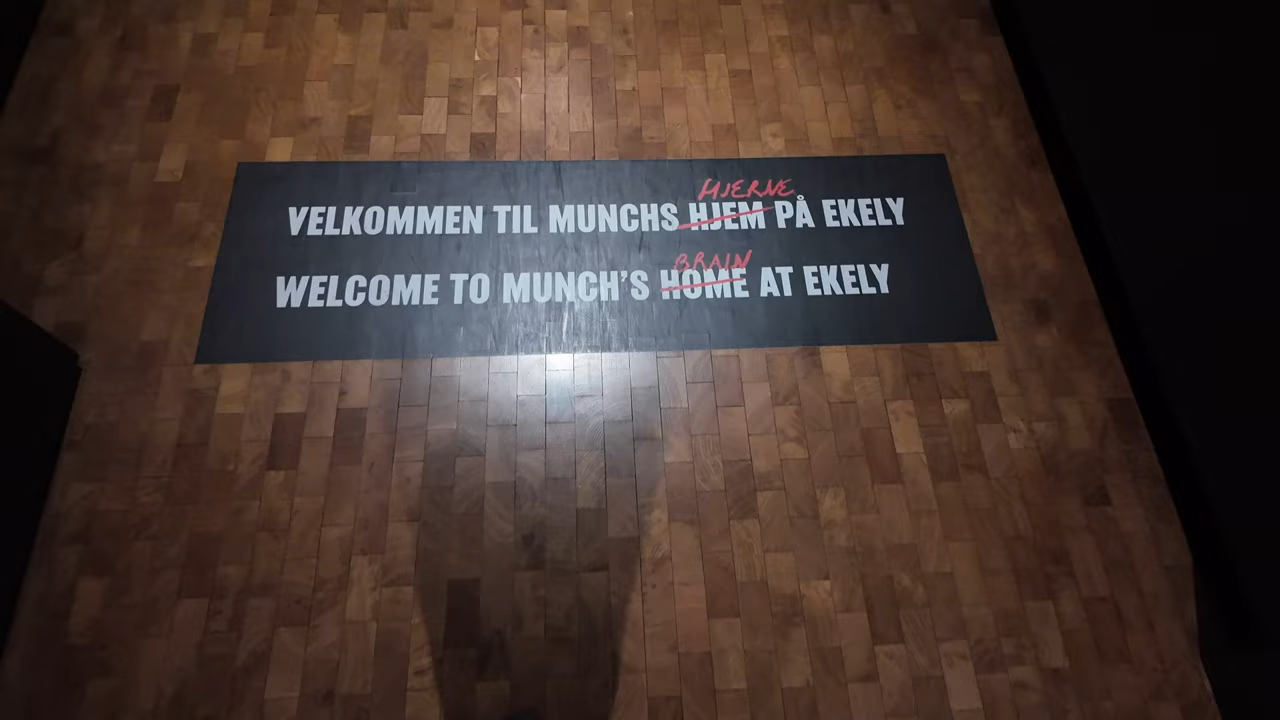 HJERNE
VELKOMMEN TIL MUNCHS HJEM PÅ EKELY
BRAIN
WELCOME TO MUNCH'S HOME AT EKELY